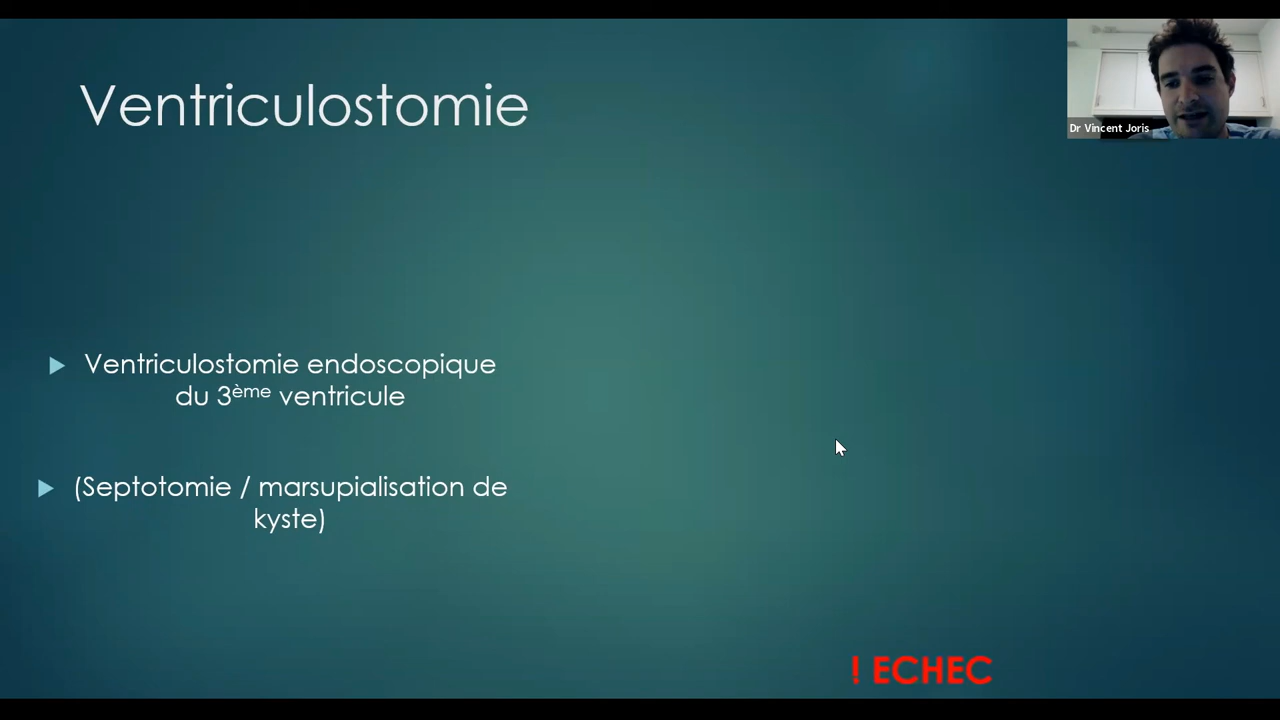 Ventriculostomie
Dr Vincent Joris
Ventriculostomie endoscopique
du 3ème ventricule
(Septotomie / marsupialisation de
kyste)
! ECHEC